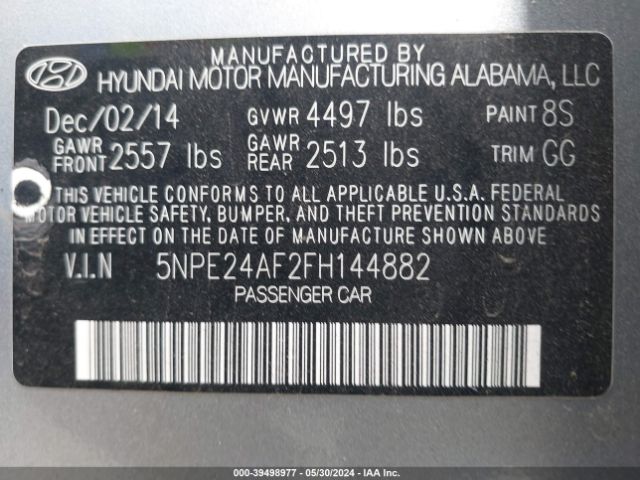 MANUFACTURED BY
HYUNDAI MOTOR MANUFACTURING ALABAMA, LLC
Dec/02/14 GVWR 4497 lbs PAINT 8S
GAWR FRONT 2557 lbs GAWR REAR 2513 lbs TRIM GG
THIS VEHICLE CONFORMS TO ALL APPLICABLE U.S.A. FEDERAL
MOTOR VEHICLE SAFETY, BUMPER, AND THEFT PREVENTION STANDARDS
IN EFFECT ON THE DATE OF MANUFACTURE SHOWN ABOVE
V.I.N 5NPE24AF2FH144882
PASSENGER CAR
000-39498977 - 05/30/2024 - IAA Inc.